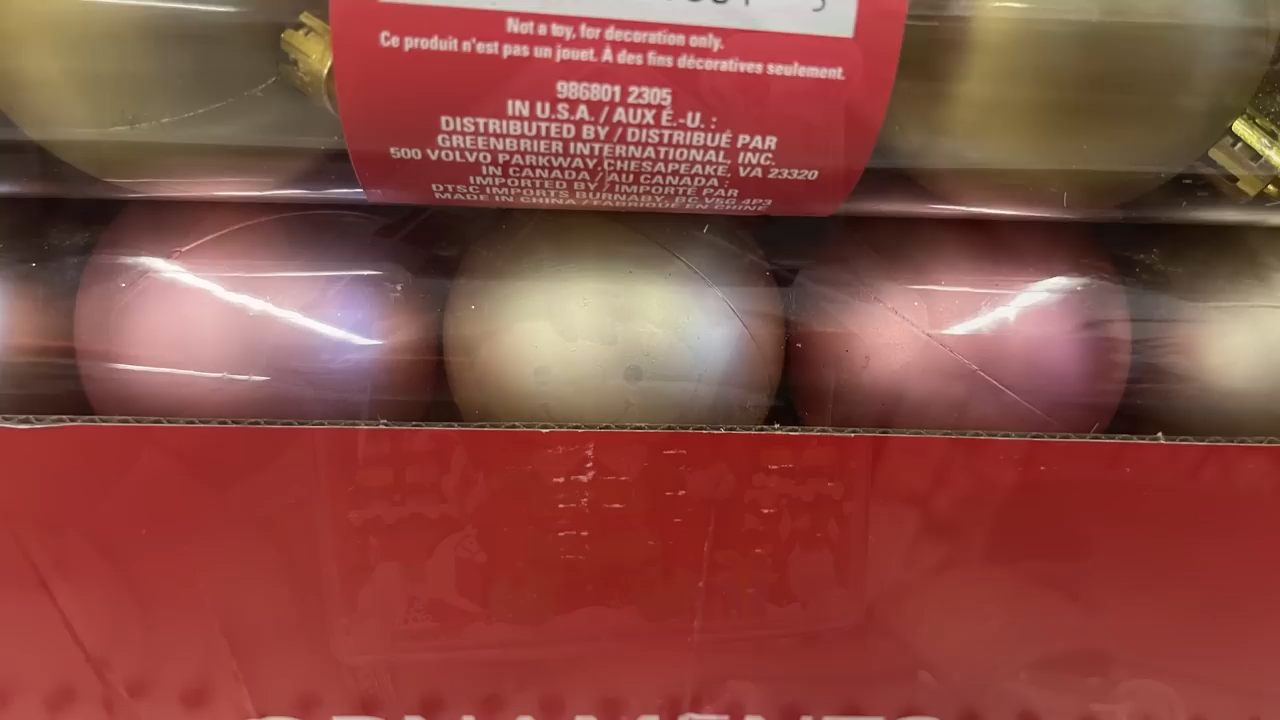 Not a toy, for decoration only.
Ce produit n'est pas un jouet. À des fins décoratives seulement.
986801 2305
IN U.S.A. / AUX É.-U. :
DISTRIBUTED BY / DISTRIBUÉ PAR
GREENBRIER INTERNATIONAL, INC.
500 VOLVO PARKWAY, CHESAPEAKE, VA 23320
IN CANADA / AU CANADA :
IMPORTED BY / IMPORTÉ PAR
DTSC IMPORTS BURNABY, BC V5G 4P3
MADE IN CHINA / FABRIQUÉ EN CHINE
ORNAMENTS